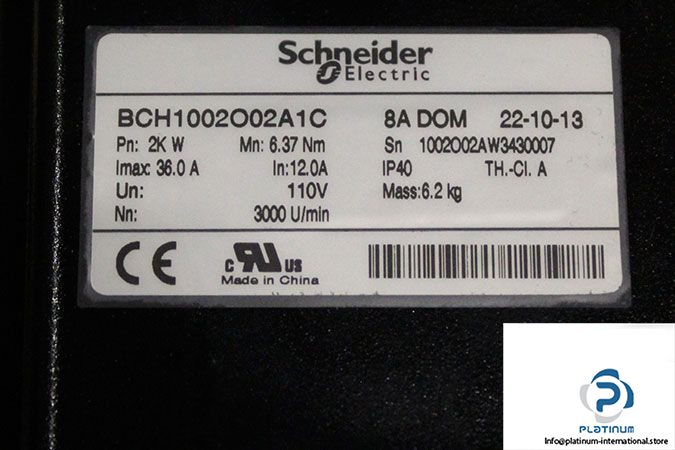 Schneider
Electric
BCH1002O02A1C 8A DOM 22-10-13
Pn: 2K W Mn: 6.37 Nm Sn 1002O02AW3430007
Imax: 36.0 A In:12.0A IP40 TH.-Cl. A
Un: 110V Mass:6.2 kg
Nn: 3000 U/min
CE c RU US
Made in China
PLATINUM
Info@platinum-international.store